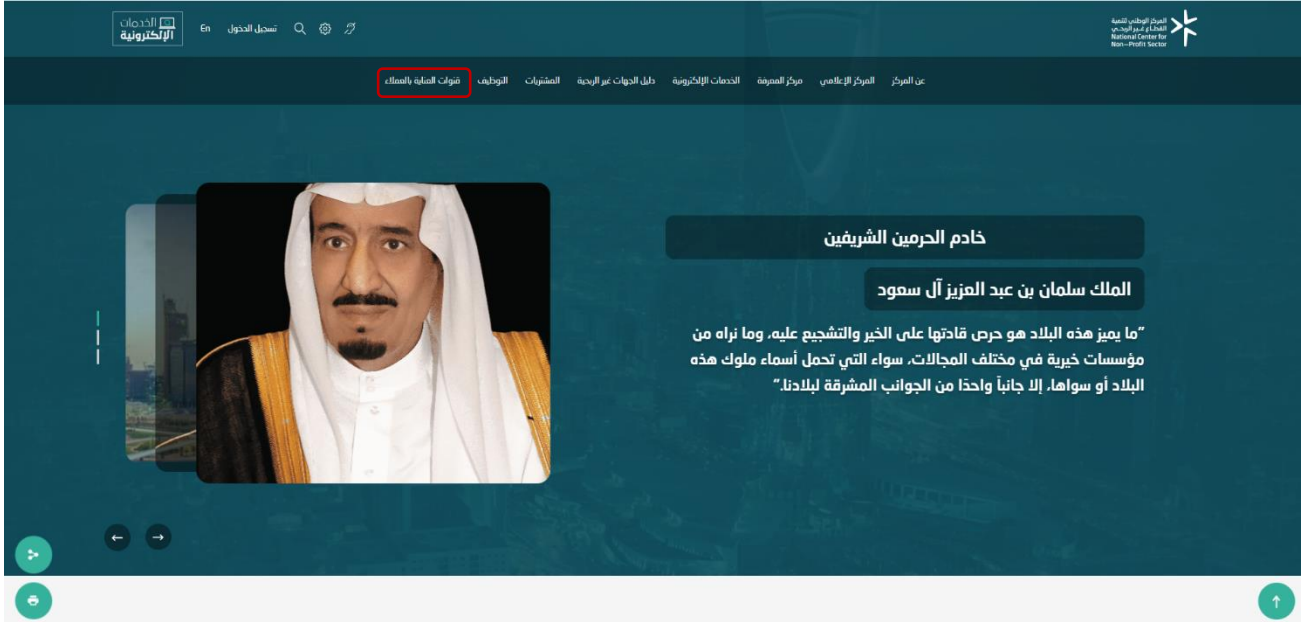 المركز الوطني لتنمية
القطاع غير الربحي
National Center for
Non-Profit Sector
تسجيل الدخول
En
الخدمات
الإلكترونية
عن المركز
المركز الإعلامي
مركز المعرفة
الخدمات الإلكترونية
دليل الجهات غير الربحية
المشتريات
التوظيف
قنوات العناية بالعملاء
خادم الحرمين الشريفين
الملك سلمان بن عبد العزيز آل سعود
"ما يميز هذه البلاد هو حرص قادتها على الخير والتشجيع عليه، وما نراه من
مؤسسات خيرية في مختلف المجالات، سواء التي تحمل أسماء ملوك هذه
البلاد أو سواها، إلا جانباً واحدًا من الجوانب المشرقة لبلادنا."